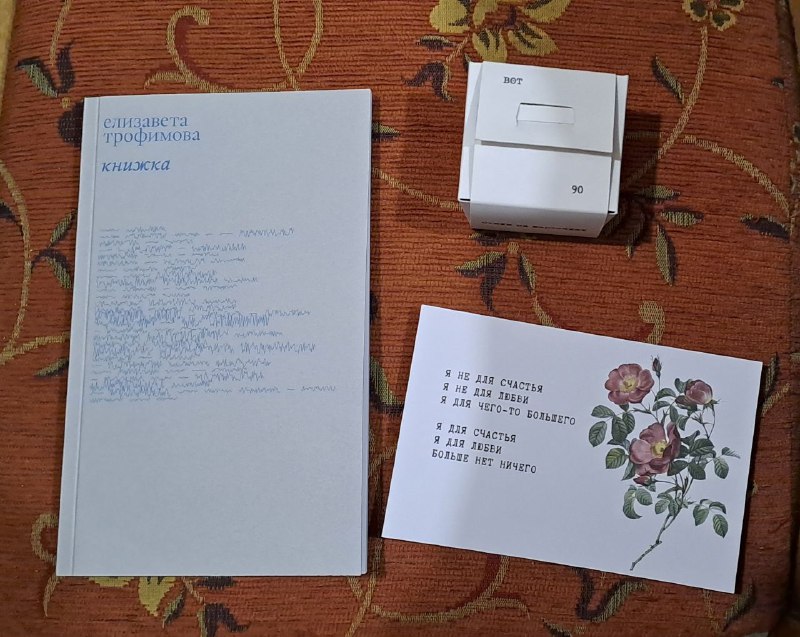 елизавета
трофимова
книжка
вот
90
Я НЕ ДЛЯ СЧАСТЬЯ
Я НЕ ДЛЯ ЛЮБВИ
Я ДЛЯ ЧЕГО-ТО БОЛЬШЕГО
Я ДЛЯ СЧАСТЬЯ
Я ДЛЯ ЛЮБВИ
БОЛЬШЕ НЕТ НИЧЕГО